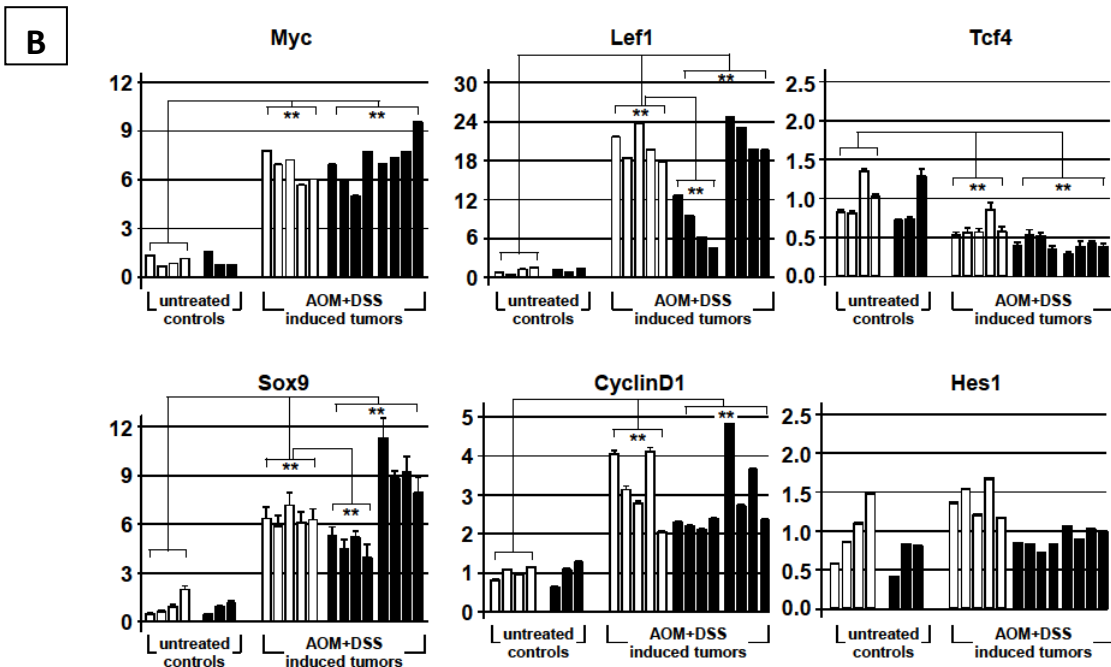 B
Myc
Lef1
Tcf4
12
9
6
3
0
**
**
untreated
controls
AOM+DSS
induced tumors
30
24
18
12
6
0
**
**
**
untreated
controls
AOM+DSS
induced tumors
2.5
2.0
1.5
1.0
0.5
0.0
**
**
untreated
controls
AOM+DSS
induced tumors
Sox9
CyclinD1
Hes1
12
9
6
3
0
**
**
**
untreated
controls
AOM+DSS
induced tumors
5
4
3
2
1
0
**
**
untreated
controls
AOM+DSS
induced tumors
2.5
2.0
1.5
1.0
0.5
0.0
untreated
controls
AOM+DSS
induced tumors